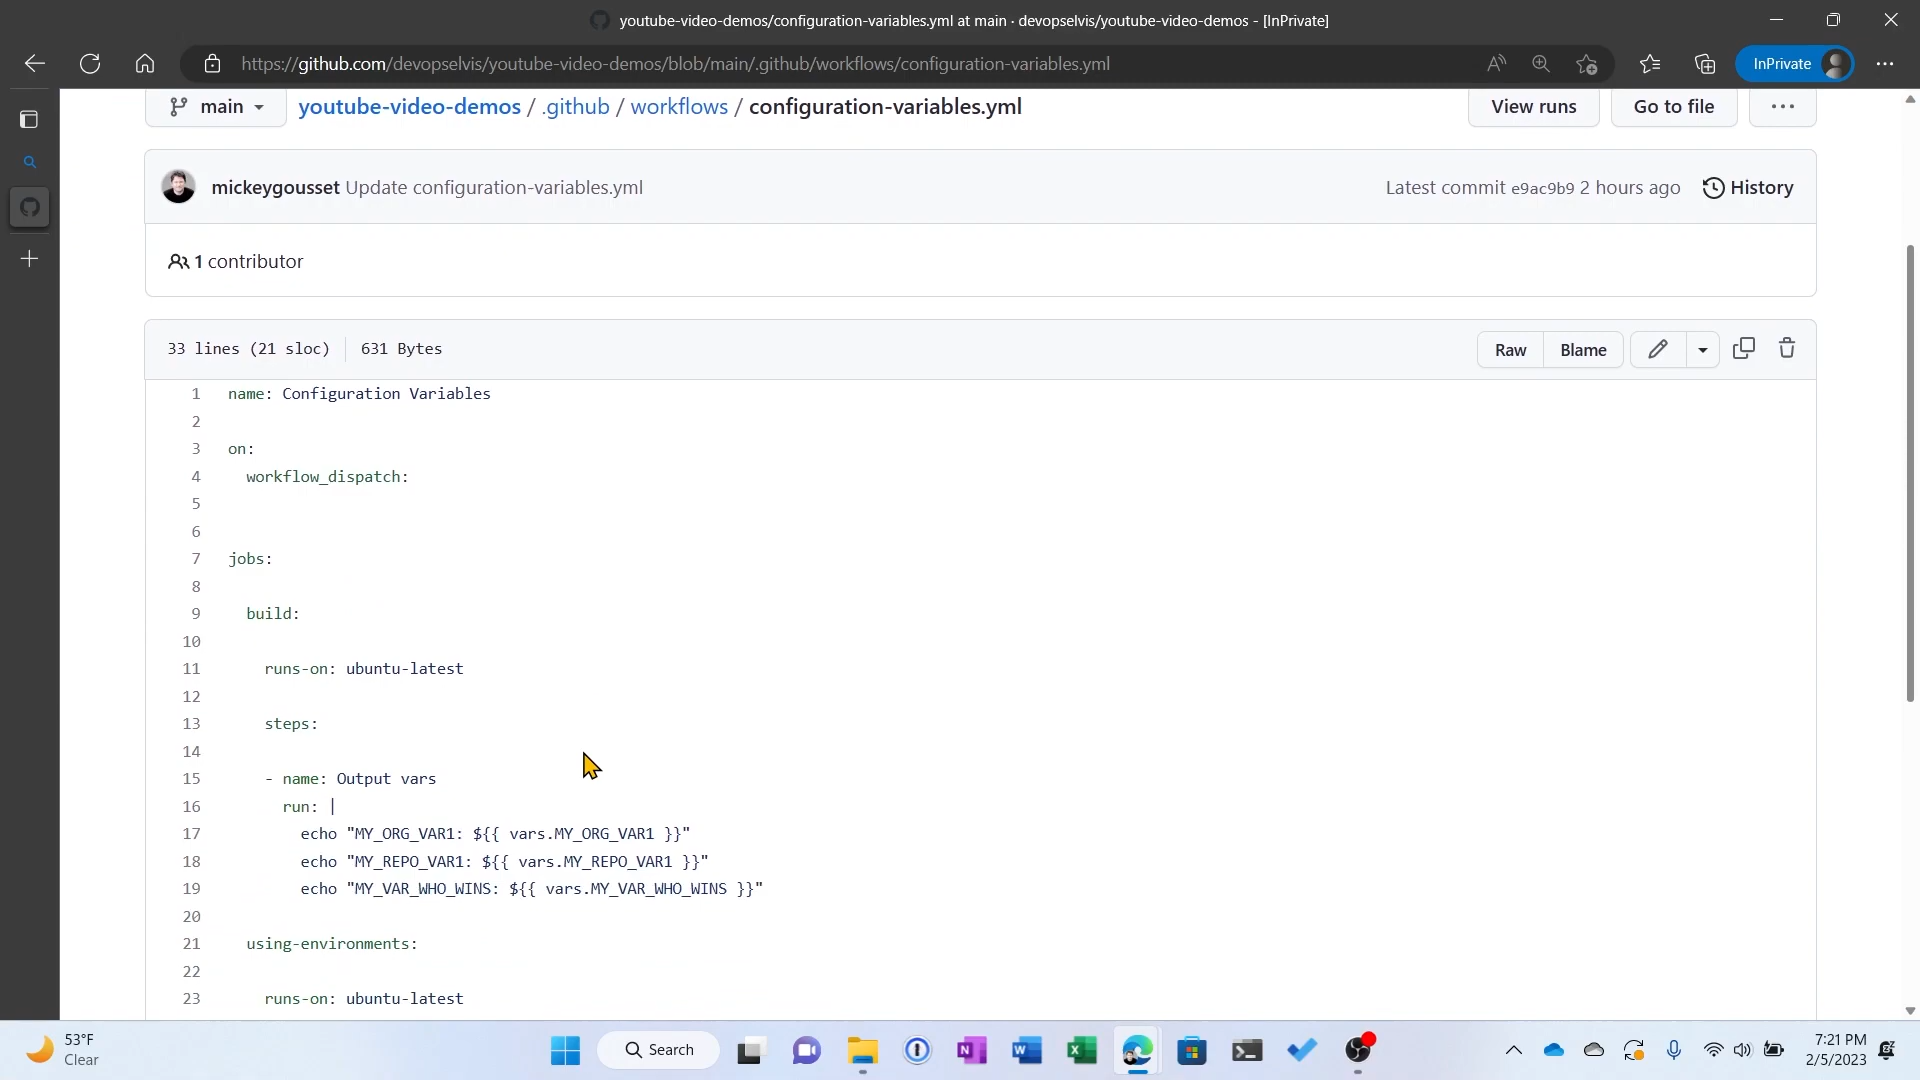 youtube-video-demos/configuration-variables.yml at main · devopselvis/youtube-video-demos - [InPrivate]
https://github.com/devopselvis/youtube-video-demos/blob/main/.github/workflows/configuration-variables.yml
InPrivate
main
youtube-video-demos / .github / workflows / configuration-variables.yml
View runs
Go to file
mickeygousset Update configuration-variables.yml
Latest commit e9ac9b9 2 hours ago
History
1 contributor
33 lines (21 sloc)
631 Bytes
Raw
Blame
1 name: Configuration Variables
2
3 on:
4 workflow_dispatch:
5
6
7 jobs:
8
9 build:
10
11 runs-on: ubuntu-latest
12
13 steps:
14
15 - name: Output vars
16 run: |
17 echo "MY_ORG_VAR1: ${{ vars.MY_ORG_VAR1 }}"
18 echo "MY_REPO_VAR1: ${{ vars.MY_REPO_VAR1 }}"
19 echo "MY_VAR_WHO_WINS: ${{ vars.MY_VAR_WHO_WINS }}"
20
21 using-environments:
22
23 runs-on: ubuntu-latest
53°F
Clear
Search
7:21 PM
2/5/2023